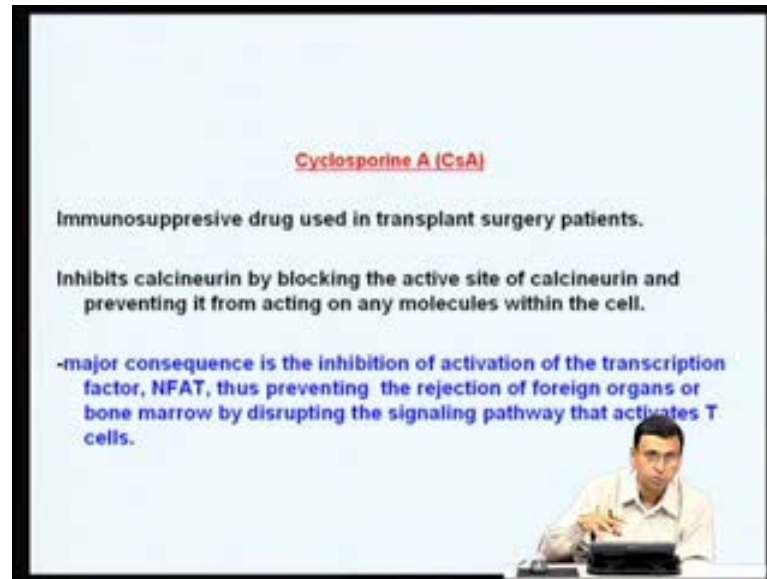 Cyclosporine A (CsA)
Immunosuppresive drug used in transplant surgery patients.
Inhibits calcineurin by blocking the active site of calcineurin and
preventing it from acting on any molecules within the cell.
-major consequence is the inhibition of activation of the transcription
factor, NFAT, thus preventing the rejection of foreign organs or
bone marrow by disrupting the signaling pathway that activates T
cells.